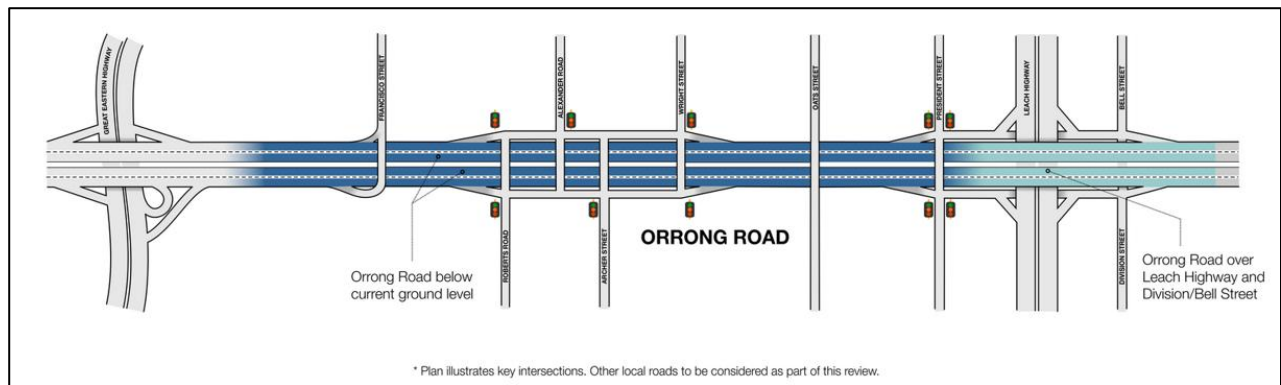 GREAT EASTERN HIGHWAY
FRANCISCO STREET
ALEXANDER ROAD
WRIGHT STREET
OATS STREET
PRESIDENT STREET
LEACH HIGHWAY
BELL STREET
ROBERTS ROAD
ARCHER STREET
DIVISION STREET
ORRONG ROAD
Orrong Road below
current ground level
Orrong Road over
Leach Highway and
Division/Bell Street
* Plan illustrates key intersections. Other local roads to be considered as part of this review.